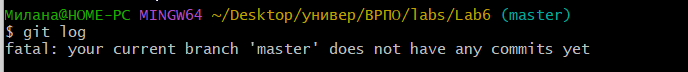 Милана@HOME-PC MINGW64 ~/Desktop/универ/ВРПО/labs/Lab6 (master)
$ git log
fatal: your current branch 'master' does not have any commits yet